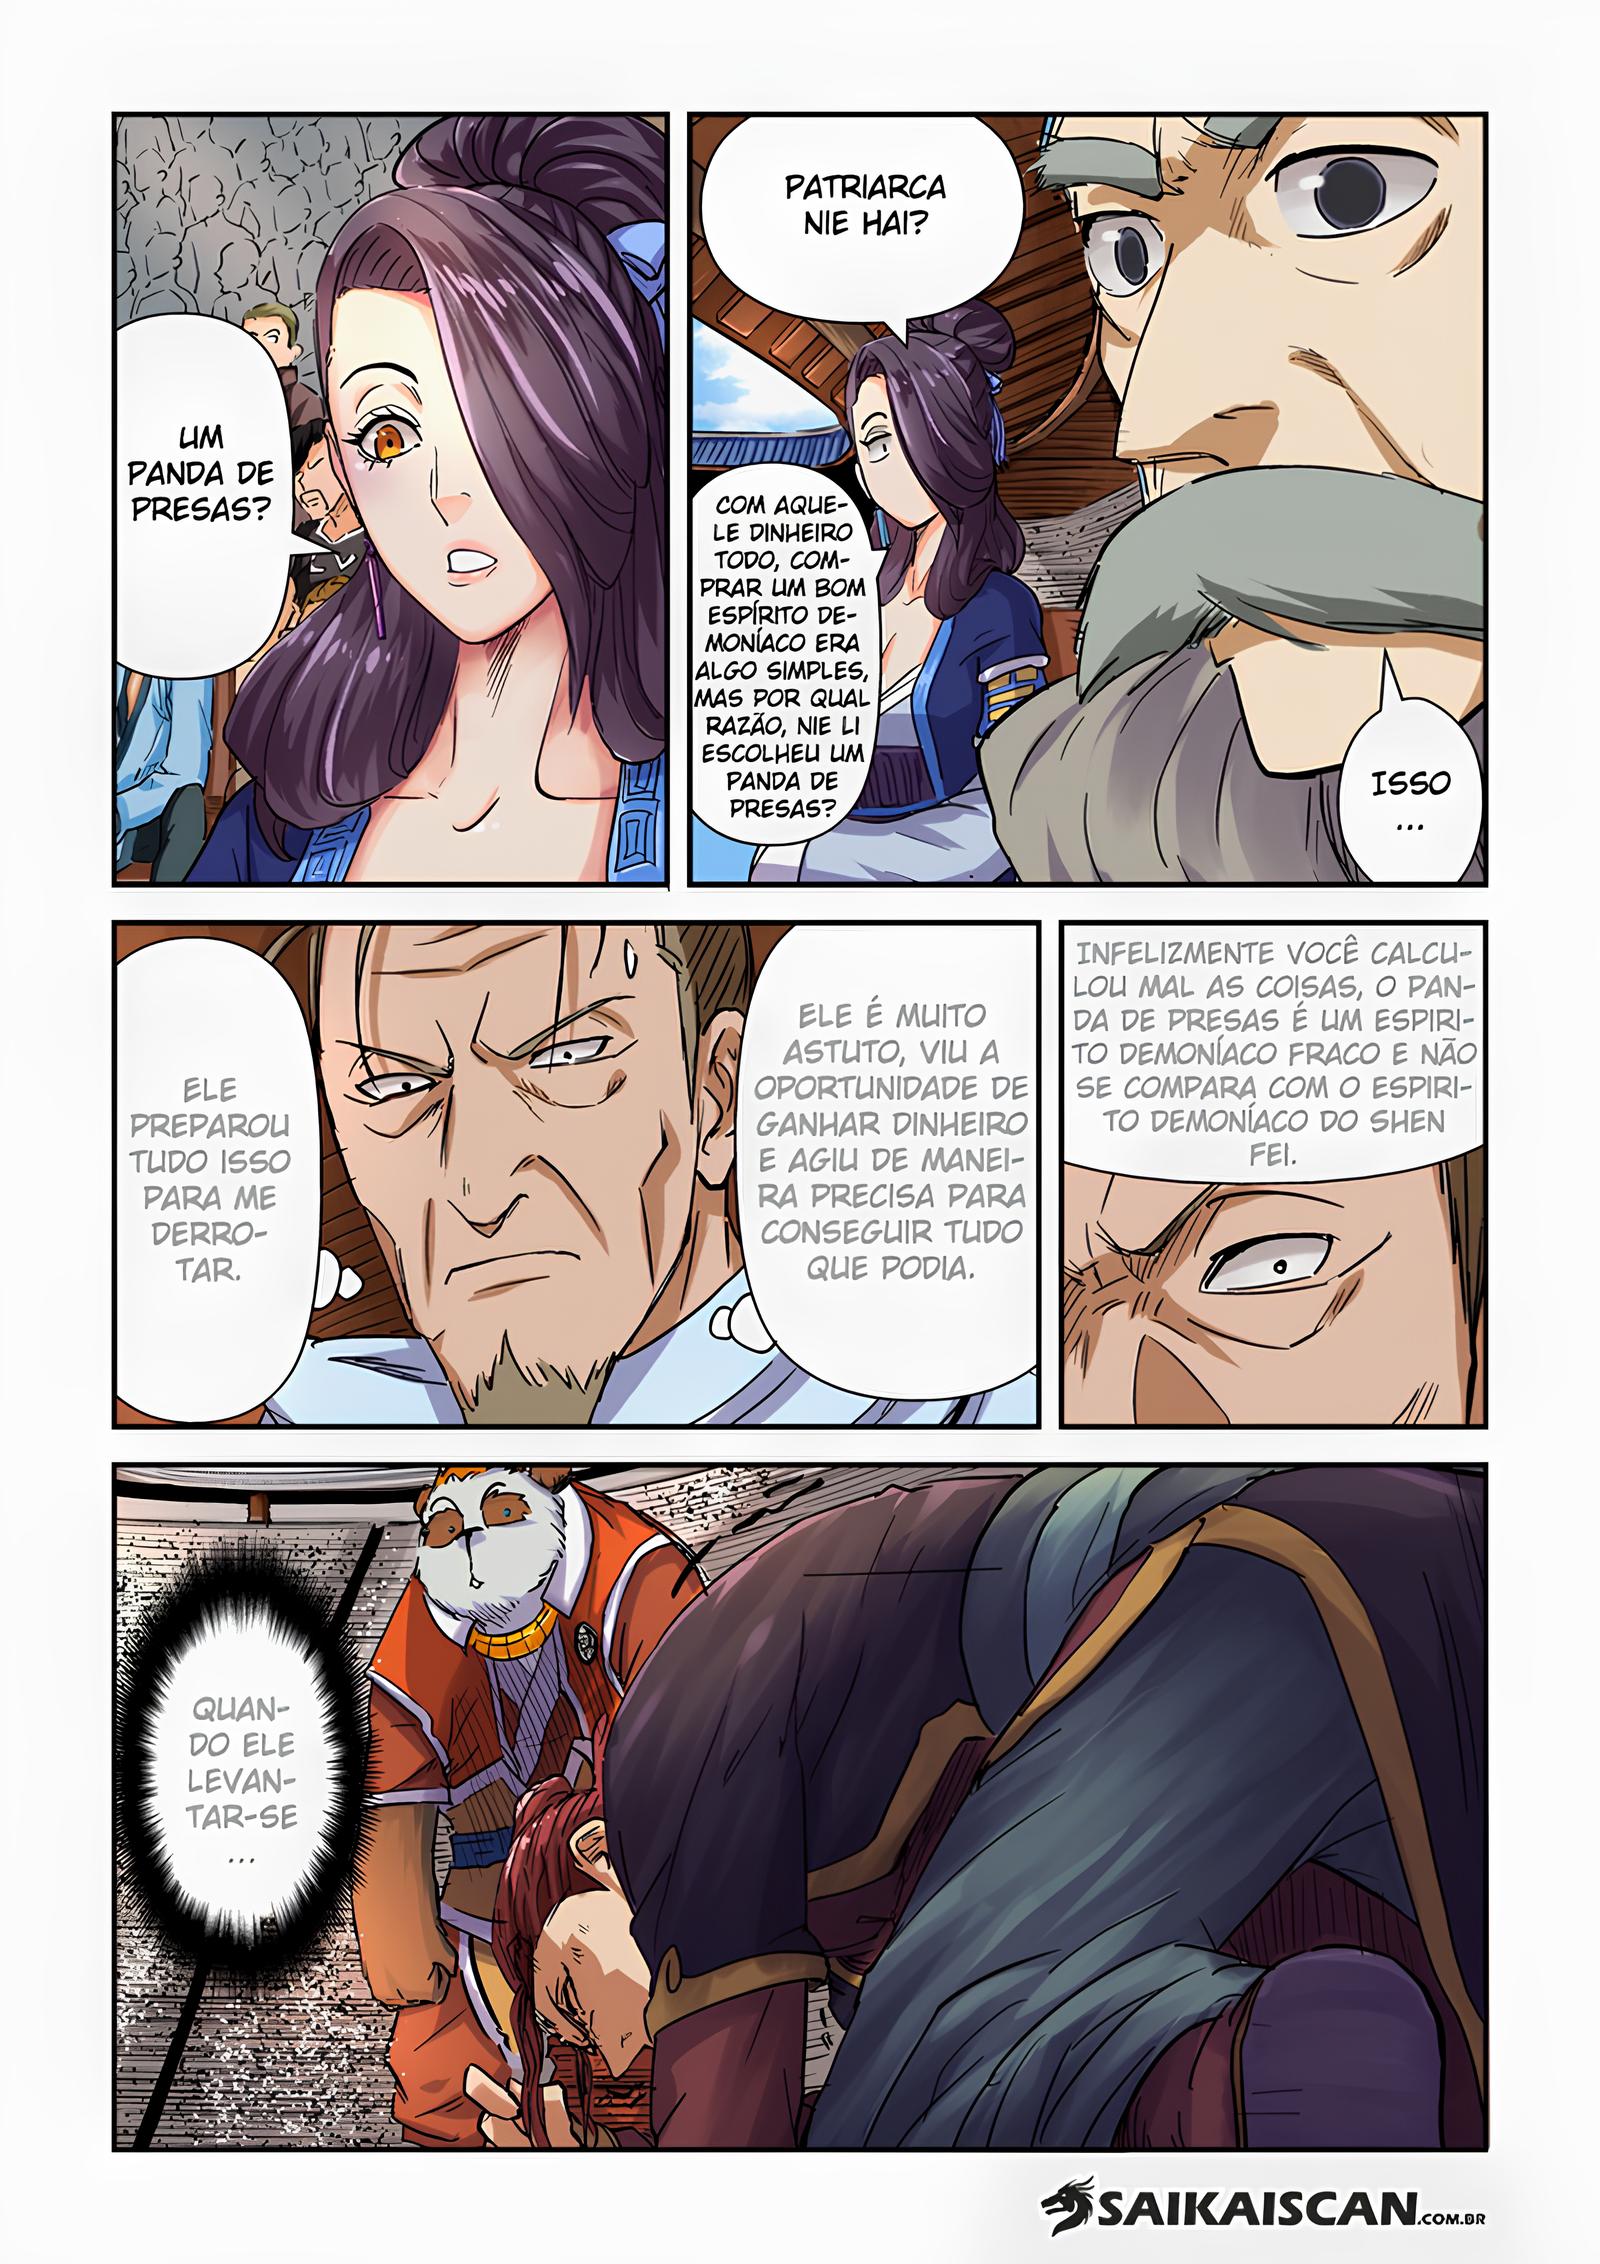 UM
PANDA DE
PRESAS?
PATRIARCA
NIE HAI?
COM AQUE-
LE DINHEIRO
TODO, COM-
PRAR UM BOM
ESPÍRITO DE-
MONÍACO ERA
ALGO SIMPLES,
MAS POR QUAL
RAZÃO, NIE LI
ESCOLHEU UM
PANDA DE
PRESAS?
ISSO
...
ELE
PREPAROU
TUDO ISSO
PARA ME
DERRO-
TAR.
ELE É MUITO
ASTUTO, VIU A
OPORTUNIDADE DE
GANHAR DINHEIRO
E AGIU DE MANEI-
RA PRECISA PARA
CONSEGUIR TUDO
QUE PODIA.
INFELIZMENTE VOCÊ CALCU-
LOU MAL AS COISAS, O PAN-
DA DE PRESAS É UM ESPIRI-
TO DEMONÍACO FRACO E NÃO
SE COMPARA COM O ESPIRI-
TO DEMONÍACO DO SHEN
FEI.
QUAN-
DO ELE
LEVAN-
TAR-SE
...
SAIKAISCAN.COM.BR